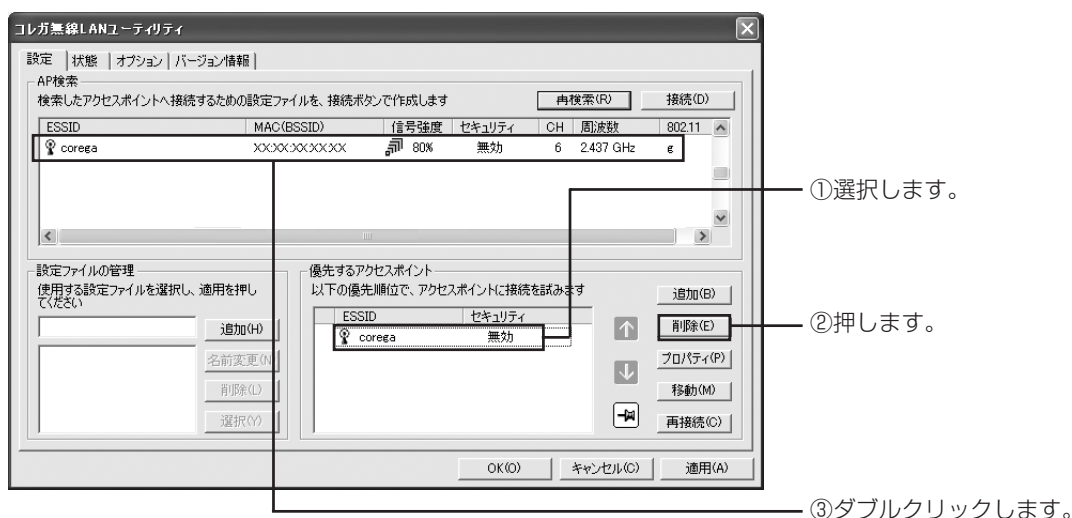 コレガ無線LANユーティリティ
設定 状態 オプション バージョン情報
AP検索
検索したアクセスポイントへ接続するための設定ファイルを、接続ボタンで作成します 再検索(R) 接続(D)
ESSID MAC(BSSID) 信号強度 セキュリティ CH 周波数 802.11
corega XX:XX:XX:XX:XX 80% 無効 6 2.437 GHz g
①選択します。
設定ファイルの管理
使用する設定ファイルを選択し、適用を押し
てください
追加(H)
名前変更(N
削除(L)
選択(Y)
優先するアクセスポイント
以下の優先順位で、アクセスポイントに接続を試みます
ESSID セキュリティ
corega 無効
追加(B)
削除(E)
②押します。
プロパティ(P)
移動(M)
再接続(C)
OK(O) キャンセル(C) 適用(A)
③ダブルクリックします。